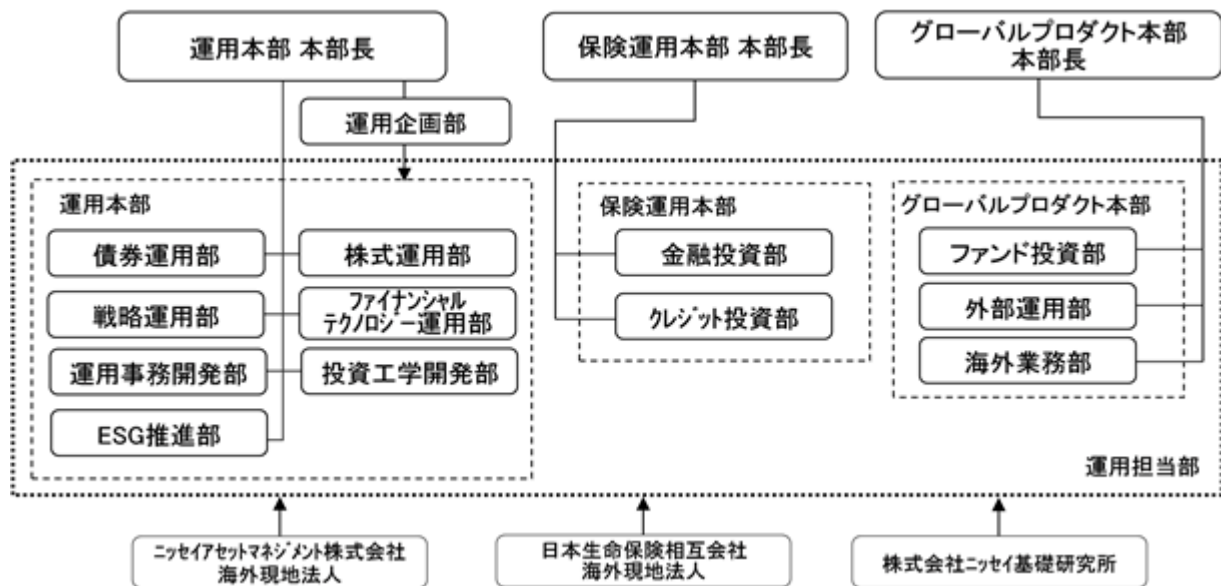 運用本部 本部長
保険運用本部 本部長
グローバルプロダクト本部
本部長
運用企画部
運用本部
債券運用部
株式運用部
戦略運用部
ファイナンシャル
テクノロジー運用部
運用事務開発部
投資工学開発部
ESG推進部
保険運用本部
金融投資部
クレジット投資部
グローバルプロダクト本部
ファンド投資部
外部運用部
海外業務部
運用担当部
ニッセイアセットマネジメント株式会社
海外現地法人
日本生命保険相互会社
海外現地法人
株式会社ニッセイ基礎研究所